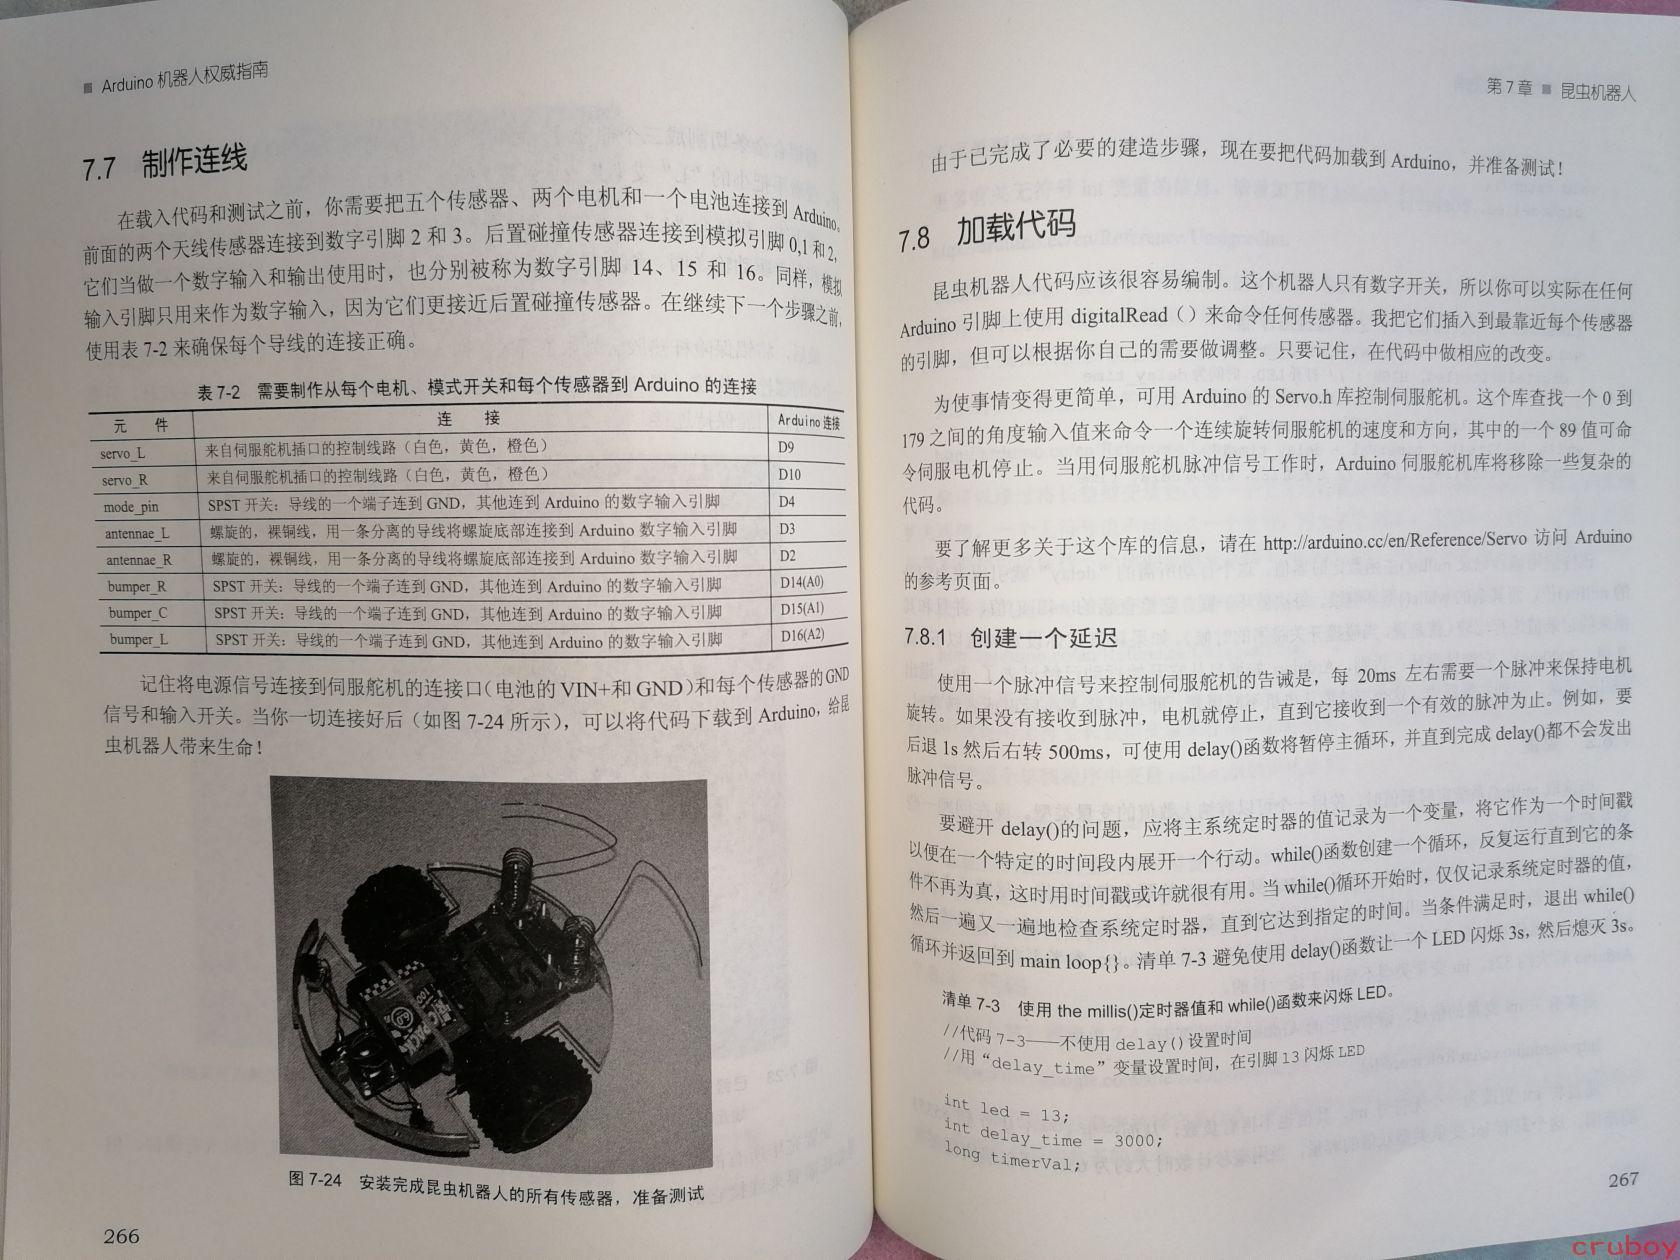 ■ Arduino 机器人权威指南
7.7 制作连线
在载入代码和测试之前，你需要把五个传感器、两个电机和一个电池连接到 Arduino。
前面的两个天线传感器连接到数字引脚 2 和 3。后置碰撞传感器连接到模拟引脚 0,1 和 2,
它们当做一个数字输入和输出使用时，也分别被称为数字引脚 14、15 和 16。同样，模拟
输入引脚只用来作为数字输入，因为它们更接近后置碰撞传感器。在继续下一个步骤之前，
使用表 7-2 来确保每个导线的连接正确。
表 7-2 需要制作从每个电机、模式开关和每个传感器到 Arduino 的连接
元 件 连 接 Arduino 连接
servo_L 来自伺服舵机插口的控制线路（白色，黄色，橙色） D9
servo_R 来自伺服舵机插口的控制线路（白色，黄色，橙色） D10
mode_pin SPST 开关：导线的一个端子连到 GND，其他连到 Arduino 的数字输入引脚 D4
antennae_L 螺旋的，裸铜线，用一条分离的导线将螺旋底部连接到 Arduino 数字输入引脚 D3
antennae_R 螺旋的，裸铜线，用一条分离的导线将螺旋底部连接到 Arduino 数字输入引脚 D2
bumper_R SPST 开关：导线的一个端子连到 GND，其他连到 Arduino 的数字输入引脚 D14(A0)
bumper_C SPST 开关：导线的一个端子连到 GND，其他连到 Arduino 的数字输入引脚 D15(A1)
bumper_L SPST 开关：导线的一个端子连到 GND，其他连到 Arduino 的数字输入引脚 D16(A2)
记住将电源信号连接到伺服舵机的连接口（电池的 VIN+和 GND）和每个传感器的 GND
信号和输入开关。当你一切连接好后（如图 7-24 所示），可以将代码下载到 Arduino，给昆
虫机器人带来生命！
图 7-24 安装完成昆虫机器人的所有传感器，准备测试
266
第 7 章 ■ 昆虫机器人
由于已完成了必要的建造步骤，现在要把代码加载到 Arduino，并准备测试！
7.8 加载代码
昆虫机器人代码应该很容易编制。这个机器人只有数字开关，所以你可以实际在任何
Arduino 引脚上使用 digitalRead（）来命令任何传感器。我把它们插入到最靠近每个传感器
的引脚，但可以根据你自己的需要做调整。只要记住，在代码中做相应的改变。
为使事情变得更简单，可用 Arduino 的 Servo.h 库控制伺服舵机。这个库查找一个 0 到
179 之间的角度输入值来命令一个连续旋转伺服舵机的速度和方向，其中的一个 89 值可命
令伺服电机停止。当用伺服舵机脉冲信号工作时，Arduino 伺服舵机库将移除一些复杂的
代码。
要了解更多关于这个库的信息，请在 http://arduino.cc/en/Reference/Servo 访问 Arduino
的参考页面。
7.8.1 创建一个延迟
使用一个脉冲信号来控制伺服舵机的告诫是，每 20ms 左右需要一个脉冲来保持电机
旋转。如果没有接收到脉冲，电机就停止，直到它接收到一个有效的脉冲为止。例如，要
后退 1s 然后右转 500ms，可使用 delay()函数将暂停主循环，并直到完成 delay()都不会发出
脉冲信号。
要避开 delay()的问题，应将主系统定时器的值记录为一个变量，将它作为一个时间戳
以便在一个特定的时间段内展开一个行动。while()函数创建一个循环，反复运行直到它的条
件不再为真，这时用时间戳或许就很有用。当 while()循环开始时，仅仅记录系统定时器的值，
然后一遍又一遍地检查系统定时器，直到它达到指定的时间。当条件满足时，退出 while()
循环并返回到 main loop{}。清单 7-3 避免使用 delay()函数让一个 LED 闪烁 3s，然后熄灭 3s。
清单 7-3 使用 the millis()定时器值和 while()函数来闪烁 LED。
//代码 7-3——不使用 delay()设置时间
//用“delay_time”变量设置时间，在引脚 13 闪烁 LED
int led = 13;
int delay_time = 3000;
long timerVal;
267
cruboy